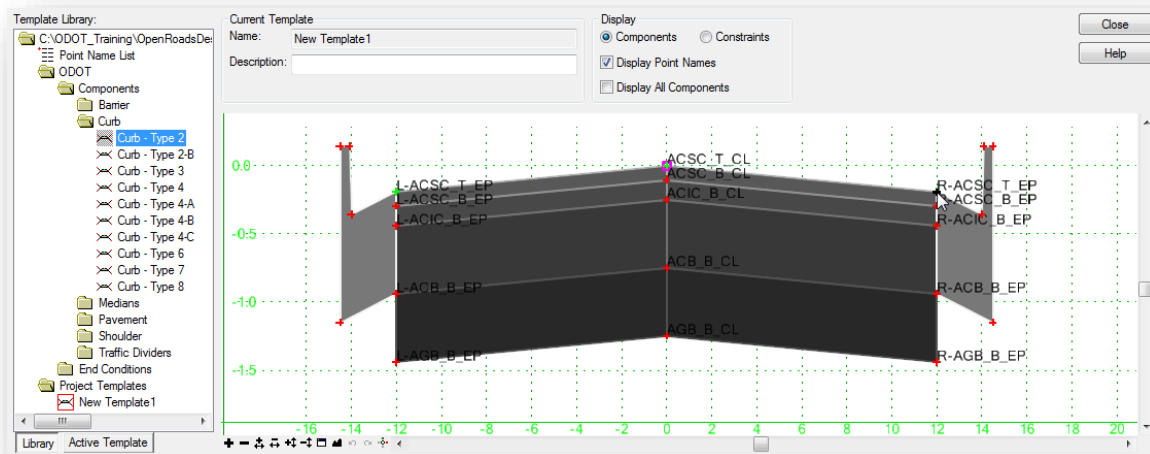 Template Library:
C:\ODOT_Training\OpenRoadsDes
Point Name List
ODOT
Components
Barrier
Curb
Curb - Type 2
Curb - Type 2-B
Curb - Type 3
Curb - Type 4
Curb - Type 4-A
Curb - Type 4-B
Curb - Type 4-C
Curb - Type 6
Curb - Type 7
Curb - Type 8
Medians
Pavement
Shoulder
Traffic Dividers
End Conditions
Project Templates
New Template1
Library Active Template
Current Template
Name: New Template1
Description:
Display
Components Constraints
Display Point Names
Display All Components
Close
Help
0.0
-0.5
-1.0
-1.5
ACSC_T_CL
ACSC_B_CL
L-ACSC_T_EP R-ACSC_T_EP
L-ACSC_B_EP ACIC_B_CL R-ACSC_B_EP
L-ACIC_B_EP R-ACIC_B_EP
ACB_B_CL
L-ACB_B_EP R-ACB_B_EP
AGB_B_CL
L-AGB_B_EP R-AGB_B_EP
-16 -14 -12 -10 -8 -6 -4 -2 0 2 4 6 8 10 12 14 16 18 20